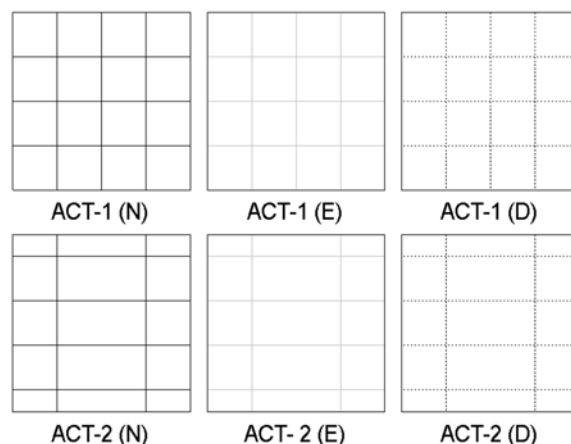 ACT-1 (N)
ACT-1 (E)
ACT-1 (D)
ACT-2 (N)
ACT- 2 (E)
ACT-2 (D)